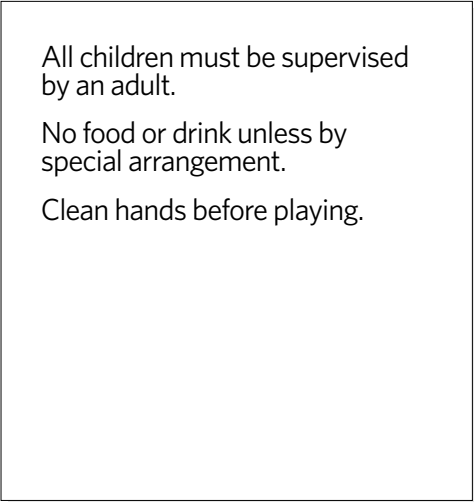 All children must be supervised
by an adult.
No food or drink unless by
special arrangement.
Clean hands before playing.